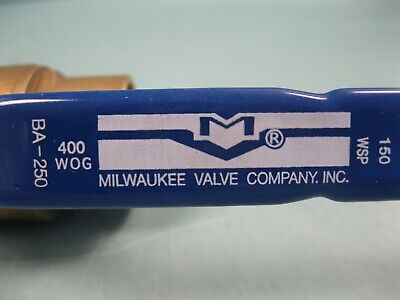 BA-250
400
WOG
M®
MILWAUKEE VALVE COMPANY. INC.
150
WSP